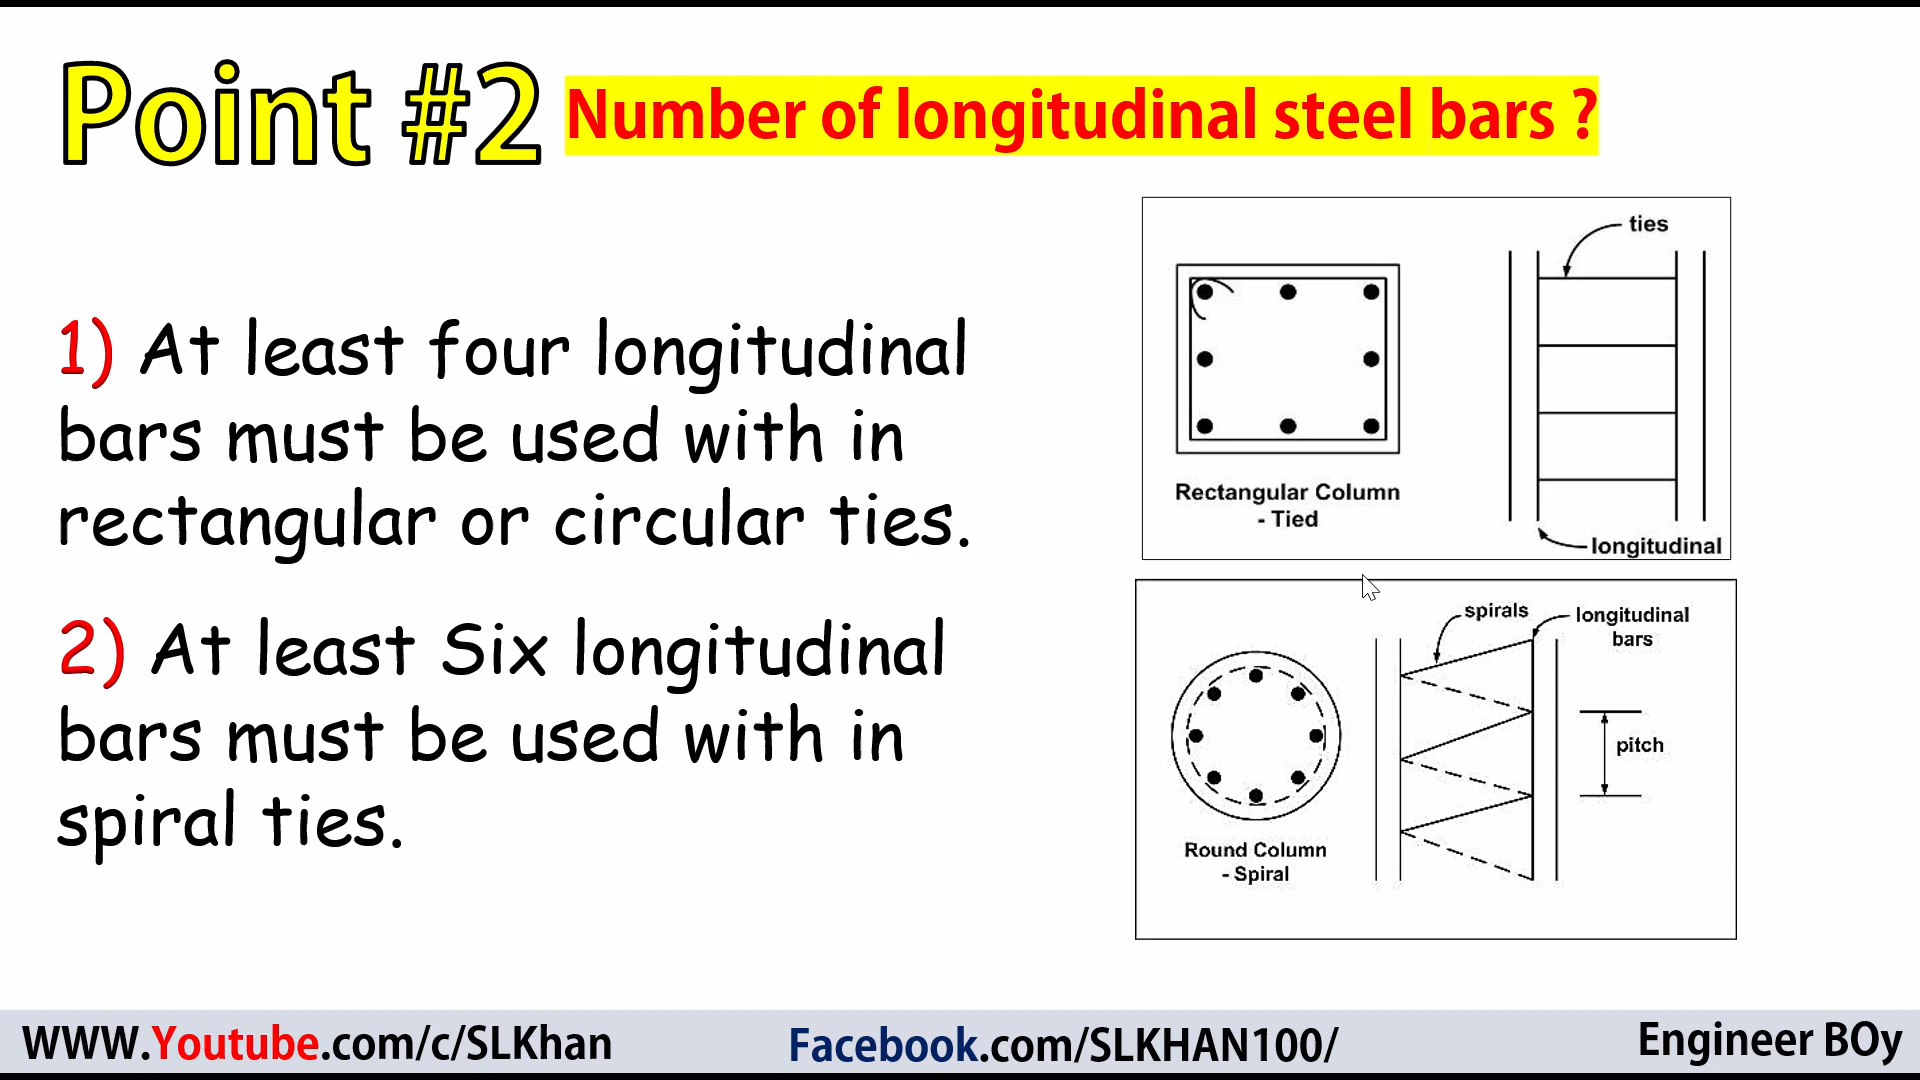 Point #2 Number of longitudinal steel bars ?
1) At least four longitudinal
bars must be used with in
rectangular or circular ties.
2) At least Six longitudinal
bars must be used with in
spiral ties.
ties
Rectangular Column
- Tied
longitudinal
spirals
longitudinal
bars
pitch
Round Column
- Spiral
WWW.Youtube.com/c/SLKhan
Facebook.com/SLKHAN100/
Engineer BOy